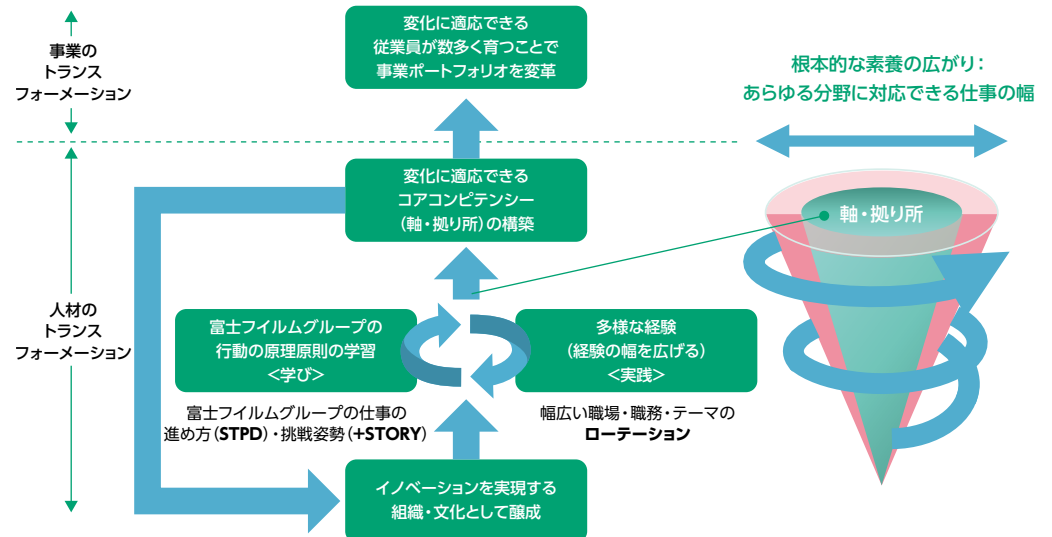 事業の
トランス
フォーメーション
変化に適応できる
従業員が数多く育つことで
事業ポートフォリオを変革
根本的な素養の広がり：
あらゆる分野に対応できる仕事の幅
変化に適応できる
コアコンピテンシー
（軸・拠り所）の構築
軸・拠り所
人材の
トランス
フォーメーション
富士フイルムグループの
行動の原理原則の学習
＜学び＞
多様な経験
（経験の幅を広げる）
＜実践＞
富士フイルムグループの仕事の
進め方（STPD）・挑戦姿勢（+STORY）
幅広い職場・職務・テーマの
ローテーション
イノベーションを実現する
組織・文化として醸成